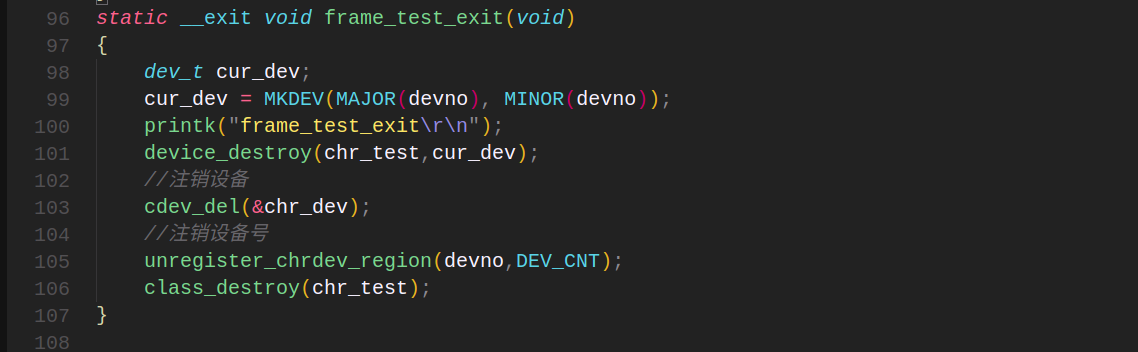 96 static __exit void frame_test_exit(void)
97 {
98 dev_t cur_dev;
99 cur_dev = MKDEV(MAJOR(devno), MINOR(devno));
100 printk("frame_test_exit\r\n");
101 device_destroy(chr_test,cur_dev);
102 //注销设备
103 cdev_del(&chr_dev);
104 //注销设备号
105 unregister_chrdev_region(devno,DEV_CNT);
106 class_destroy(chr_test);
107 }
108